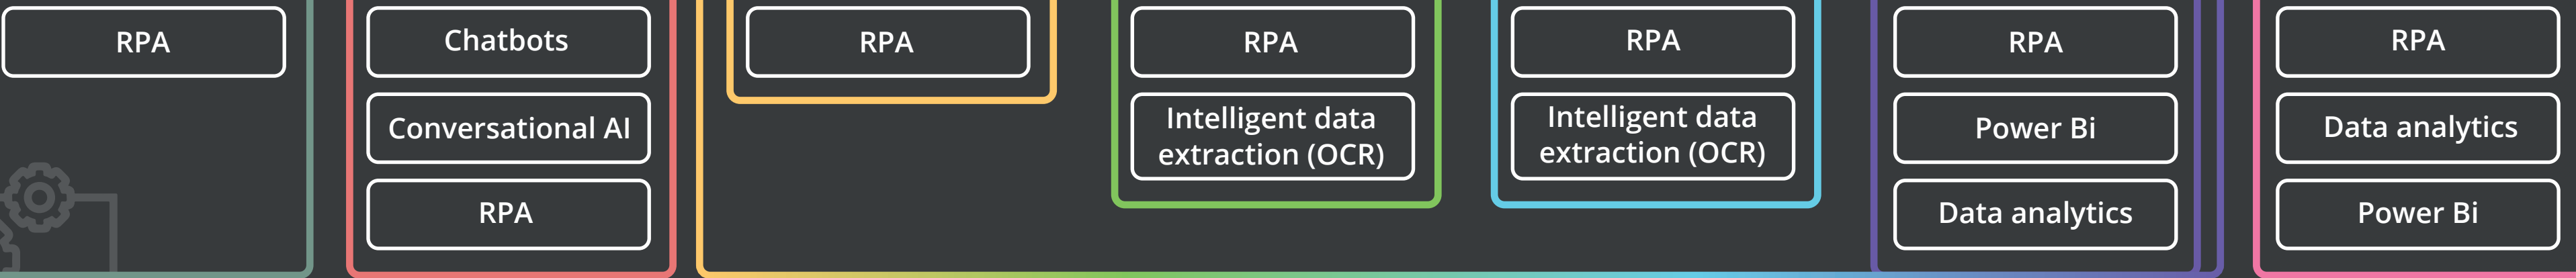 RPA
Chatbots
Conversational AI
RPA
RPA
RPA
Intelligent data
extraction (OCR)
RPA
Intelligent data
extraction (OCR)
RPA
Power Bi
Data analytics
RPA
Data analytics
Power Bi